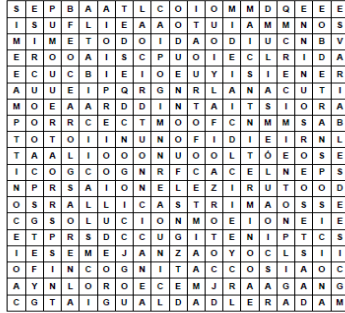 S E P B A A T L C O I O M M D Q E E E
I S U F L I E A A O T U I A M M N O S
M I M E T O D O I D A O D I U C N B V
E R O O A I S C P U O I E C L R I D A
E C U C B I E I O E U Y I S I E N E R
A U U E I P Q R G N R L A N A C U T I
M O E A A R D D I N T A I T S I O R A
P O R R C E C T M O O F C N M M S A B
T O T O I I N U N O F I D I E I R N L
T A A L I O O O N U O O L T Ó E O S E
I C O G C O G N R F C A C E L N E P S
N P R S A I O N E L E Z I R U T O O D
O S R A L L I C A S T R I M A O S S E
C G S O L U C I O N M O E I O N E I E
E T P R S D C C U G I T E N I P T C S
I E S E M E J A N Z A O Y O C L S I I
O F I N C O G N I T A C C O S I A O C
A Y N L O R O E C E M J R A A G A N G
C G T A I G U A L D A D L E R A D A M